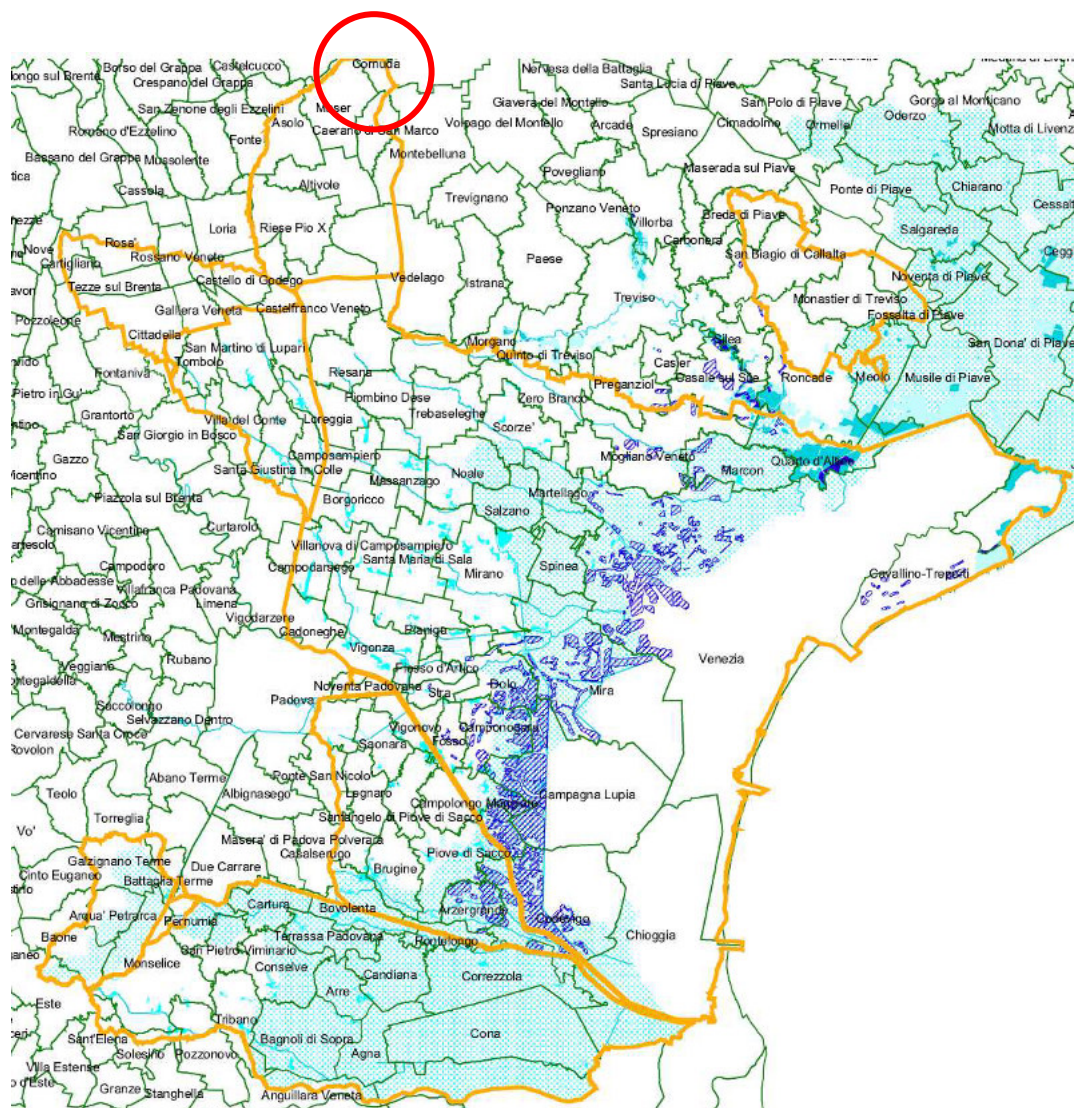 Cornuda
Borso del Grappa
Castelcucco
ongo sul Brenta
Crespano del Grappa
Nervesa della Battaglia
Santa Lucia di Piave
San Zenone degli Ezzelini
Maser
Asolo
Giavera del Montello
San Polo di Piave
Gorgo al Monticano
Oderzo
Ormelle
Romano d'Ezzelino
Fonte
Caerano di San Marco
Volpago del Montello
Arcade
Spresiano
Cimadolmo
Motta di Livenza
Bassano del Grappa
Mussolente
Montebelluna
Povegliano
Maserada sul Piave
Cassola
Altivole
Trevignano
Ponte di Piave
Chiarano
Cessalt
Loria
Riese Pio X
Ponzano Veneto
Villorba
Breda di Piave
Salgareda
Nove
Rosa'
Rossano Veneto
Carbonera
San Biagio di Callalta
Cartigliano
Paese
Ceggi
Tezze sul Brenta
Castello di Godego
Vedelago
Istrana
Treviso
Noventa di Piave
Monastier di Treviso
Galliera Veneta
Castelfranco Veneto
Fossalta di Piave
Pozzoleone
Cittadella
Morgano
Silea
San Dona' di Piave
San Martino di Lupari
Tombolo
Quinto di Treviso
Casier
Fontaniva
Resana
Preganziol
Casale sul Sile
Roncade
Meolo
Musile di Piave
Pietro in Gu'
Piombino Dese
Zero Branco
Grantorto
Villa del Conte
Loreggia
Trebaseleghe
Scorze'
San Giorgio in Bosco
Gazzo
Camposampiero
Mogliano Veneto
Quarto d'Altino
Santa Giustina in Colle
Noale
Marcon
Massanzago
Piazzola sul Brenta
Borgoricco
Martellago
Salzano
Curtarolo
Camisano Vicentino
Villanova di Camposampiero
Santa Maria di Sala
Campodoro
Campodarsego
Mirano
Spinea
Cavallino-Treporti
Villafranca Padovana
Limena
Grisignano di Zocco
Vigodarzere
Montegalda
Mestrino
Cadoneghe
Pianiga
Vigonza
Rubano
Venezia
Veggiano
Fiesso d'Artico
Noventa Padovana
Stra
Dolo
Mira
Saccolongo
Padova
Selvazzano Dentro
Vigonovo
Camponogara
Cervarese Santa Croce
Fosso'
Rovolon
Saonara
Abano Terme
Ponte San Nicolo'
Teolo
Albignasego
Legnaro
Campagna Lupia
Campolongo Maggiore
Torreglia
Sant'angelo di Piove di Sacco
Vo'
Masera' di Padova
Polverara
Casalserugo
Piove di Sacco
Galzignano Terme
Due Carrare
Cinto Euganeo
Battaglia Terme
Brugine
Cartura
Bovolenta
Arzergrande
Arqua' Petrarca
Pernumia
Codevigo
Chioggia
Baone
Terrassa Padovana
Pontelongo
San Pietro Viminario
Monselice
Conselve
Candiana
Correzzola
Arre
Este
Tribano
Sant'Elena
Bagnoli di Sopra
Cona
Solesino
Pozzonovo
Agna
Villa Estense
Granze
Stanghella
Anguillara Veneta